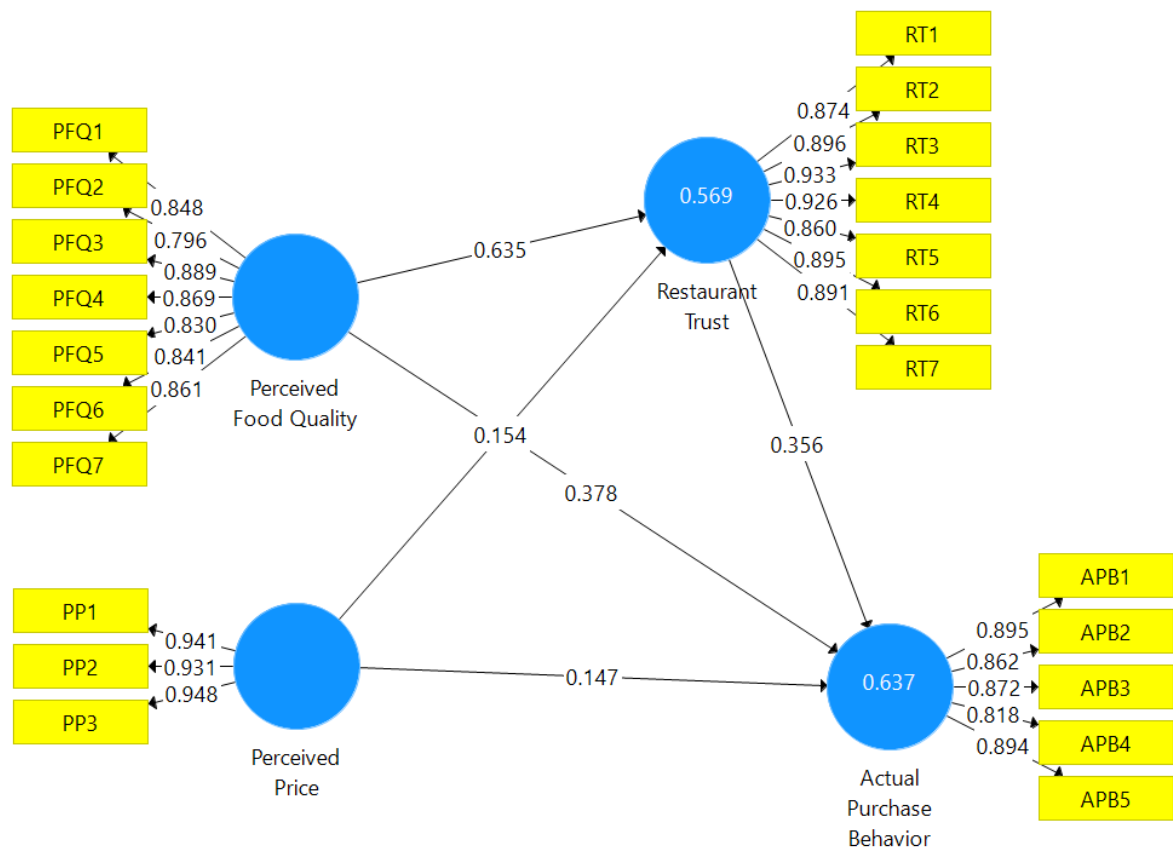 PFQ1
PFQ2
PFQ3
PFQ4
PFQ5
PFQ6
PFQ7
0.848
0.796
0.889
0.869
0.830
0.841
0.861
Perceived
Food Quality
PP1
PP2
PP3
0.941
0.931
0.948
Perceived
Price
0.635
0.154
0.378
0.147
0.356
0.569
Restaurant
Trust
0.874
0.896
0.933
0.926
0.860
0.895
0.891
RT1
RT2
RT3
RT4
RT5
RT6
RT7
0.637
Actual
Purchase
Behavior
0.895
0.862
0.872
0.818
0.894
APB1
APB2
APB3
APB4
APB5